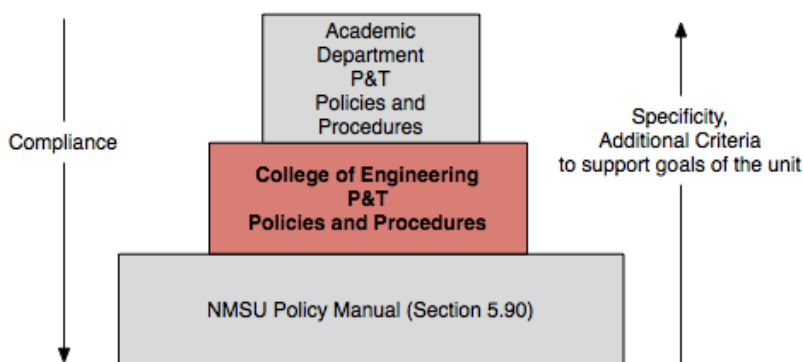 Academic
Department
P&T
Policies and
Procedures
Compliance
Specificity,
Additional Criteria
to support goals of the unit
College of Engineering
P&T
Policies and Procedures
NMSU Policy Manual (Section 5.90)